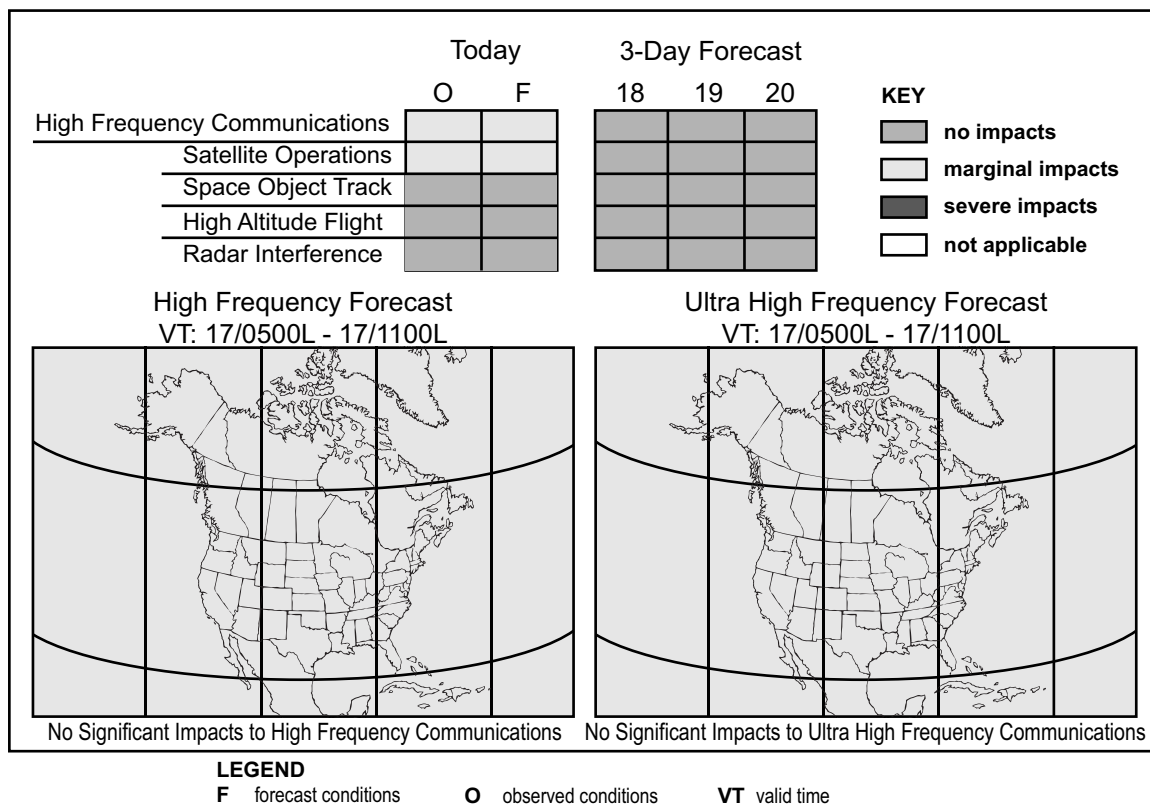 Today 3-Day Forecast
O F 18 19 20
KEY
High Frequency Communications
Satellite Operations
Space Object Track
High Altitude Flight
Radar Interference
no impacts
marginal impacts
severe impacts
not applicable
High Frequency Forecast
VT: 17/0500L - 17/1100L
No Significant Impacts to High Frequency Communications
Ultra High Frequency Forecast
VT: 17/0500L - 17/1100L
No Significant Impacts to Ultra High Frequency Communications
LEGEND
F forecast conditions O observed conditions VT valid time